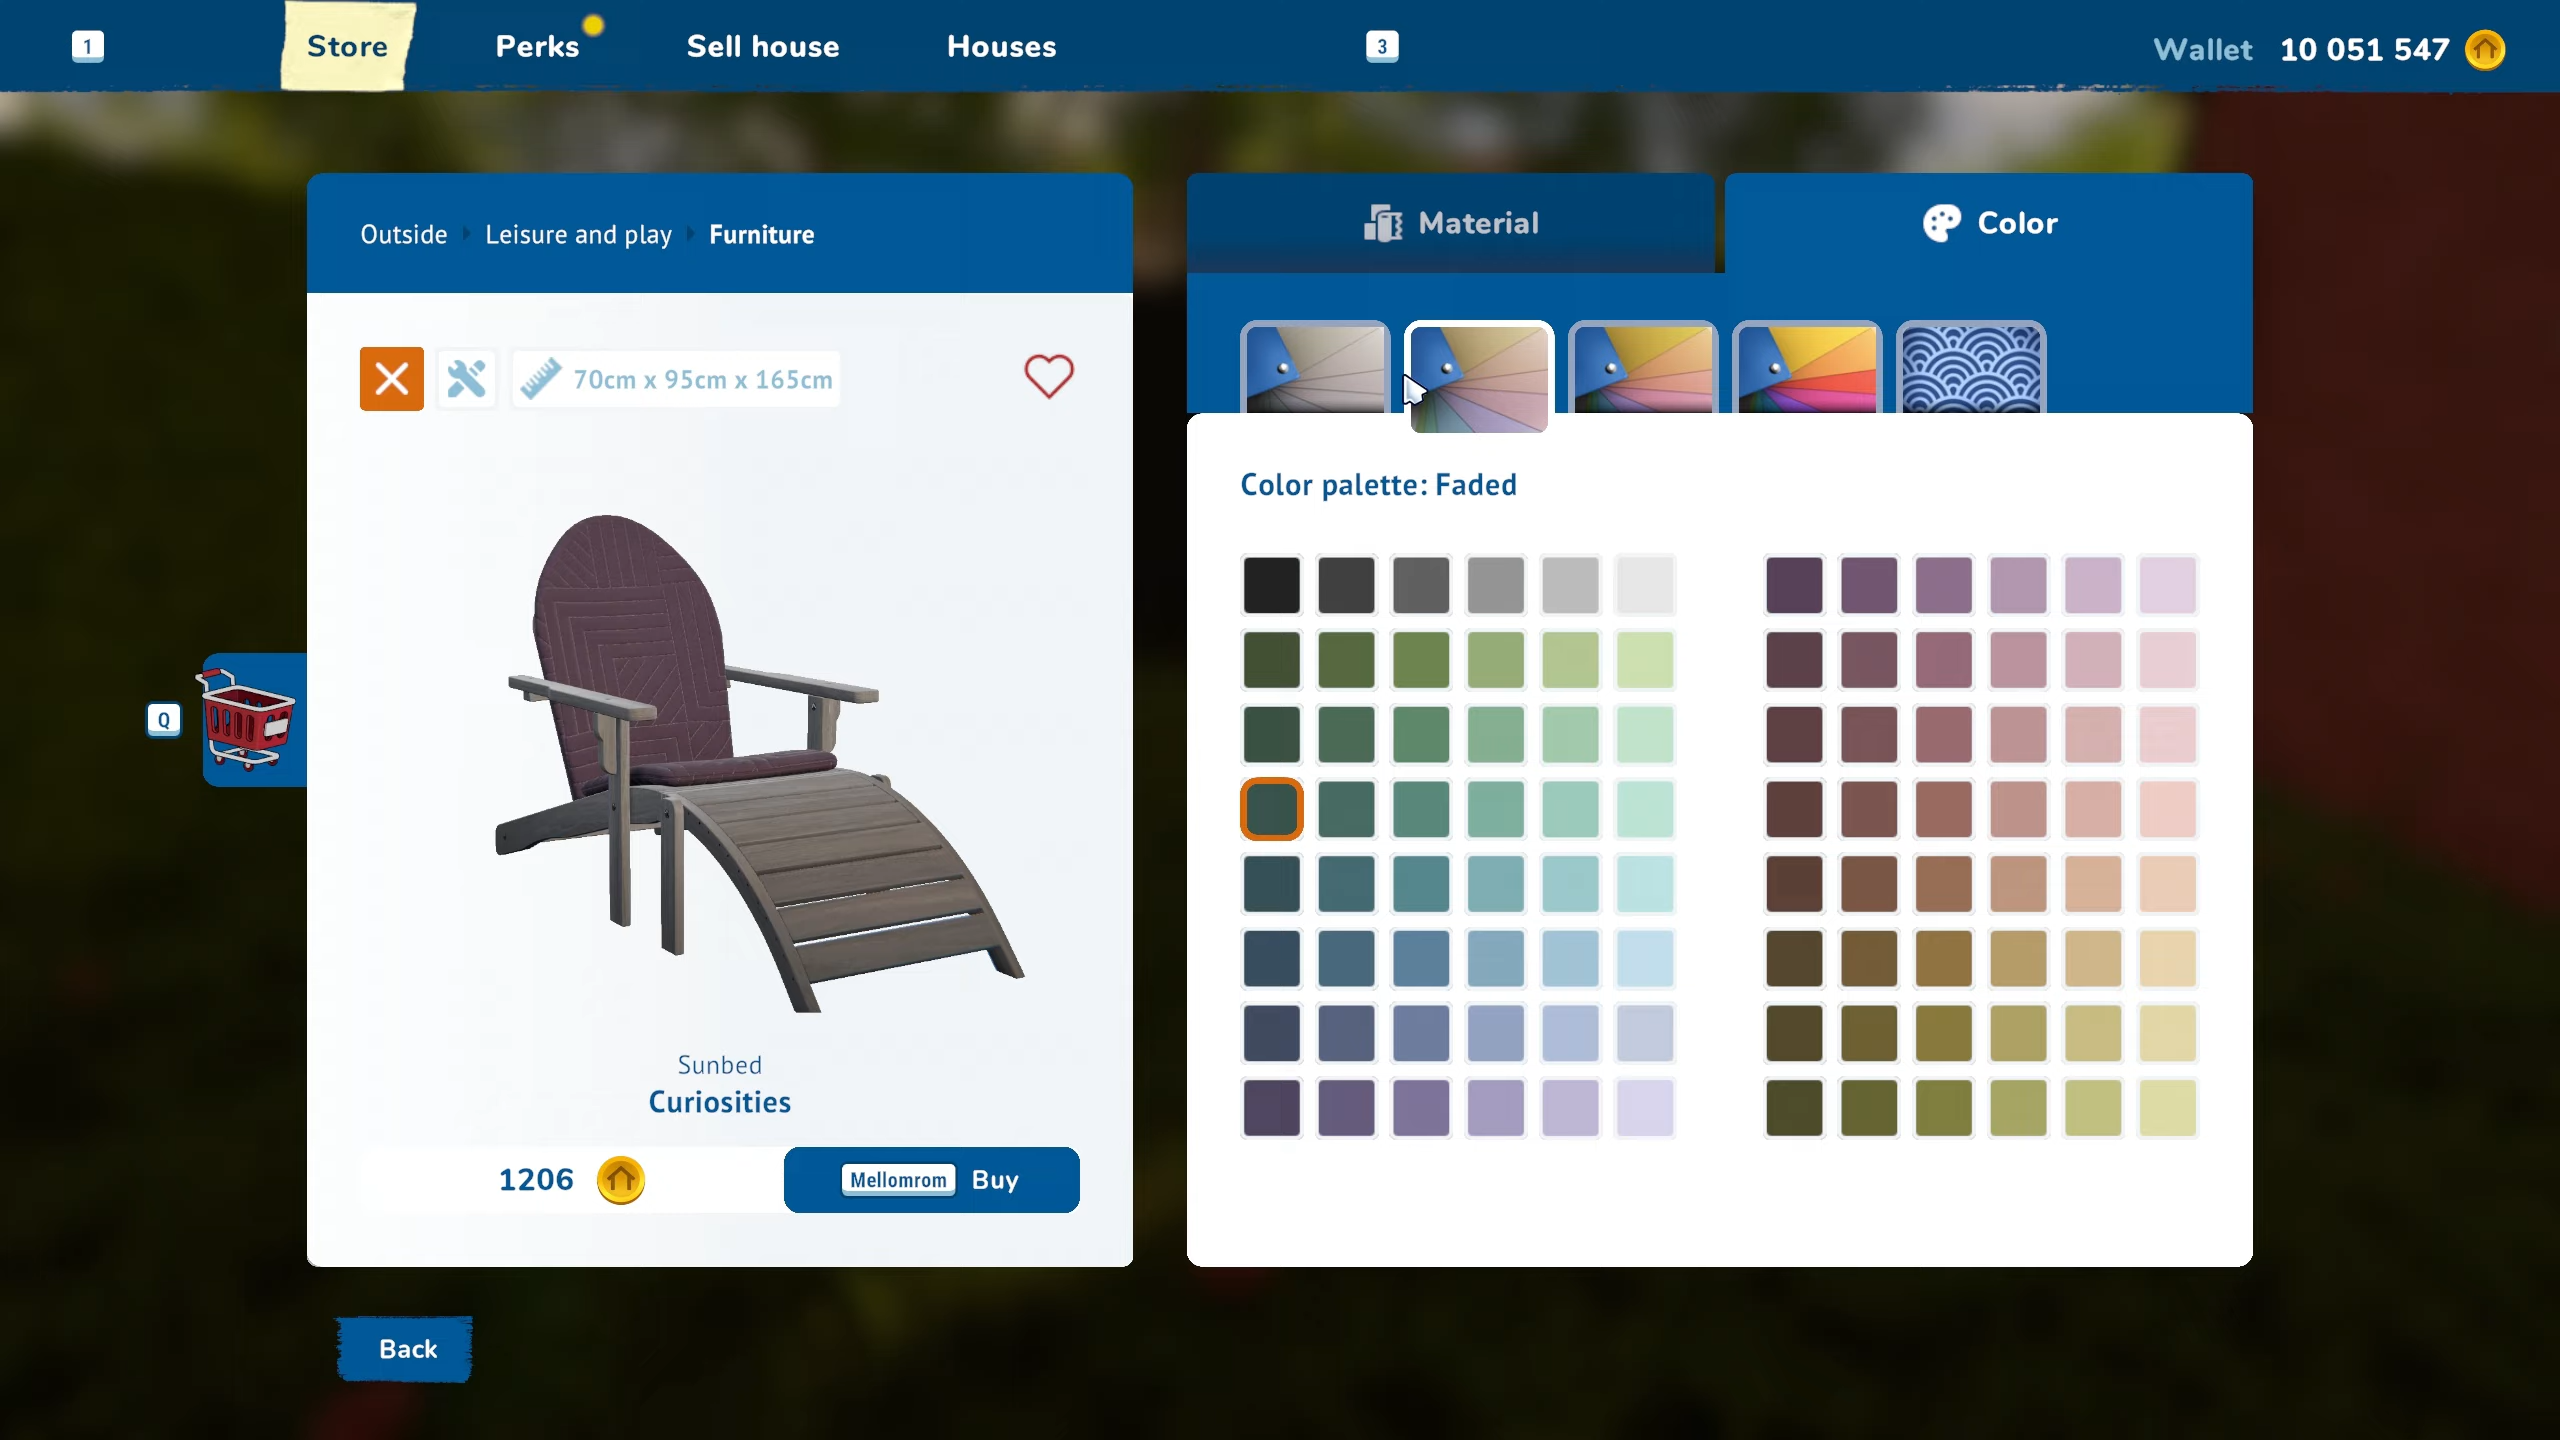 1
Store
Perks
Sell house
Houses
3
Wallet 10 051 547
Outside Leisure and play Furniture
70cm x 95cm x 165cm
Q
Sunbed
Curiosities
1206
Mellomrom Buy
Material
Color
Color palette: Faded
Back